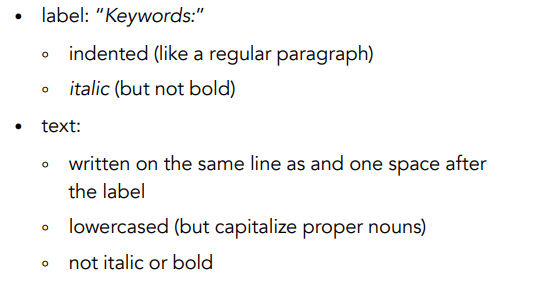 • label: “Keywords:”
◦ indented (like a regular paragraph)
◦ italic (but not bold)
• text:
◦ written on the same line as and one space after
the label
◦ lowercased (but capitalize proper nouns)
◦ not italic or bold